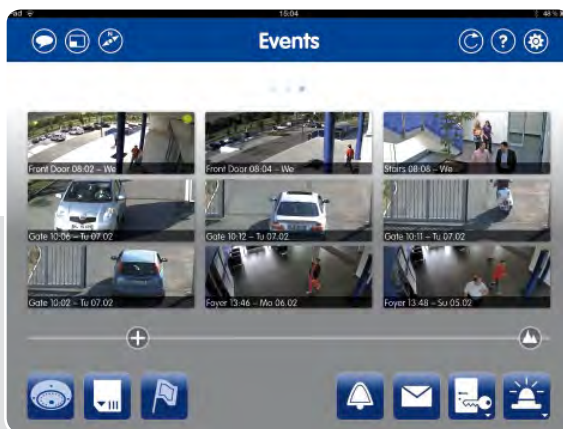 ad 15:04 48 %
Events
Front Door 08:02 – We
Front Door 08:04 – We
Stairs 08:08 – We
Gate 10:06 – Tu 07.02
Gate 10:12 – Tu 07.02
Gate 10:11 – Tu 07.02
Gate 10:02 – Tu 07.02
Foyer 13:46 – Mo 06.02
Foyer 13:48 – Su 05.02